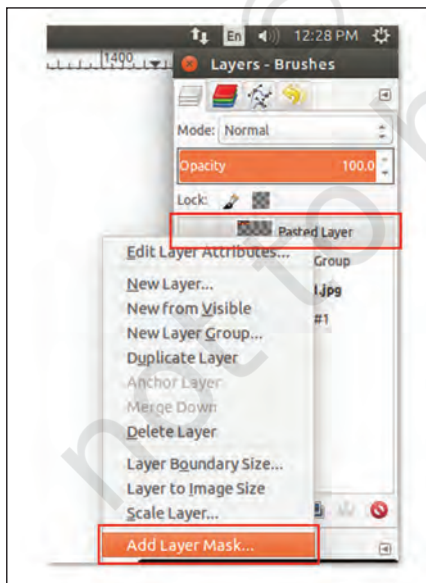 En 12:28 PM
1400
Layers - Brushes
Mode: Normal
Opacity 100.0
Lock:
Pasted Layer
Edit Layer Attributes...
Group
New Layer...
l.jpg
New from Visible
#1
New Layer Group...
Duplicate Layer
Anchor Layer
Merge Down
Delete Layer
Layer Boundary Size...
Layer to Image Size
Scale Layer...
Add Layer Mask...
not to